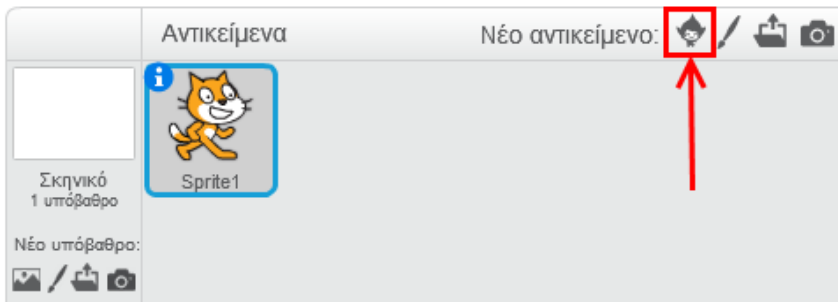 Αντικείμενα
Νέο αντικείμενο:
Sprite1
Σκηνικό
1 υπόβαθρο
Νέο υπόβαθρο: